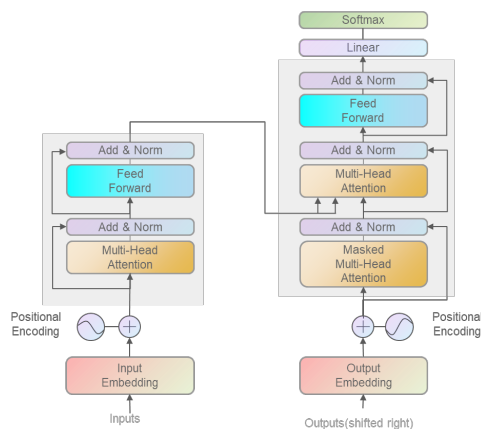 Softmax
Linear
Add & Norm
Feed
Forward
Add & Norm
Multi-Head
Attention
Add & Norm
Masked
Multi-Head
Attention
Positional
Encoding
Output
Embedding
Outputs(shifted right)
Add & Norm
Feed
Forward
Add & Norm
Multi-Head
Attention
Positional
Encoding
Input
Embedding
Inputs